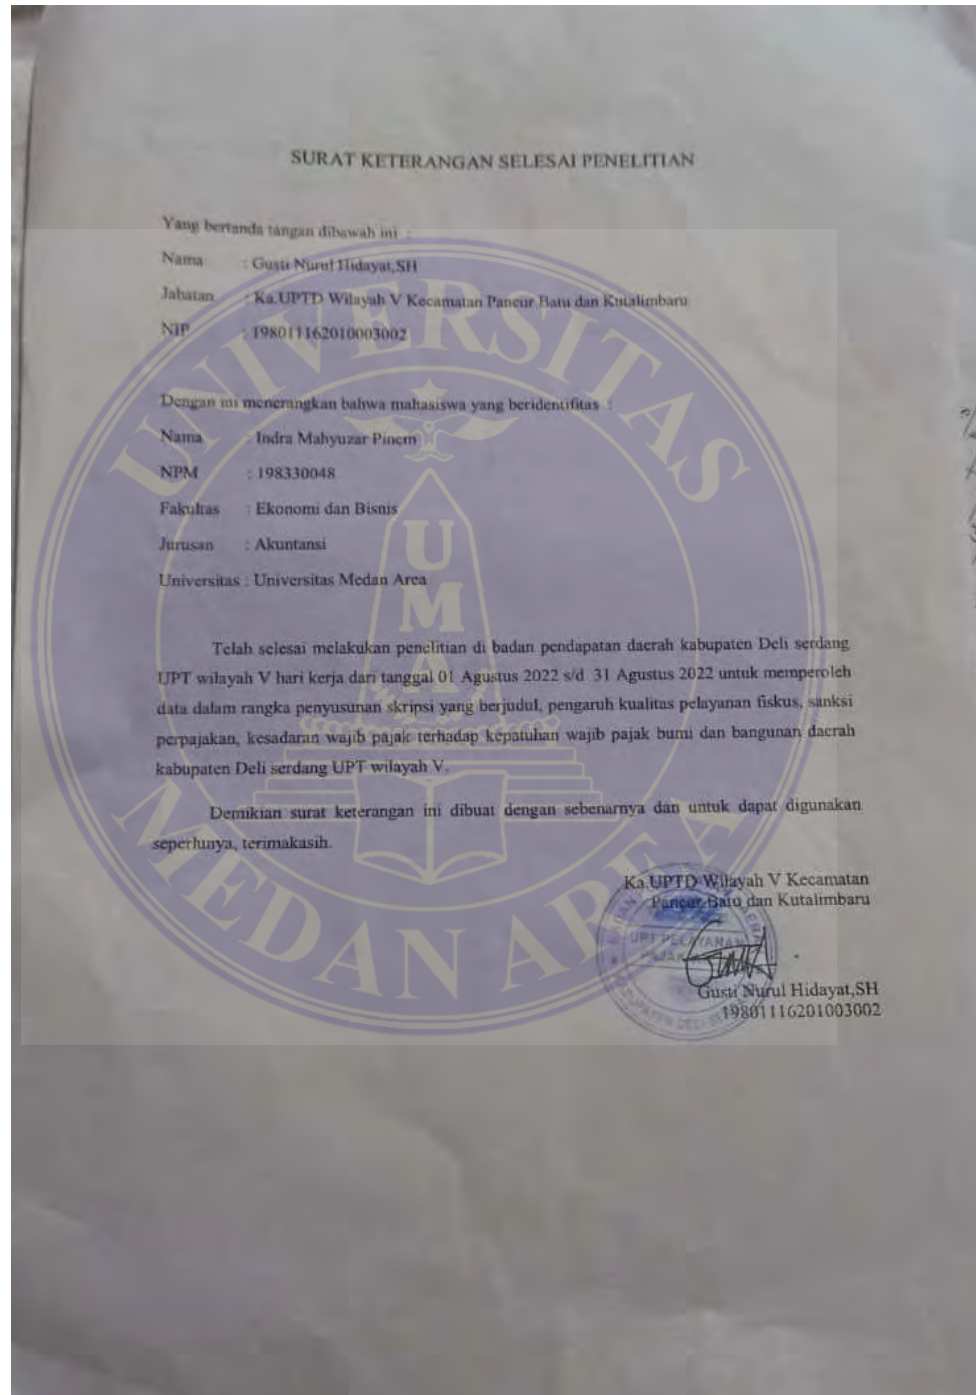 SURAT KETERANGAN SELESAI PENELITIAN
Yang bertanda tangan dibawah ini :
Nama : Gusti Nurul Hidayat,SH
Jabatan : Ka.UPTD Wilayah V Kecamatan Pancur Batu dan Kutalimbaru
NIP : 198011162010003002
Dengan ini menerangkan bahwa mahasiswa yang beridentifitas :
Nama : Indra Mahyuzar Pinem
NPM : 198330048
Fakultas : Ekonomi dan Bisnis
Jurusan : Akuntansi
Universitas : Universitas Medan Area
Telah selesai melakukan penelitian di badan pendapatan daerah kabupaten Deli serdang
UPT wilayah V hari kerja dari tanggal 01 Agustus 2022 s/d 31 Agustus 2022 untuk memperoleh
data dalam rangka penyusunan skripsi yang berjudul, pengaruh kualitas pelayanan fiskus, sanksi
perpajakan, kesadaran wajib pajak terhadap kepatuhan wajib pajak bumi dan bangunan daerah
kabupaten Deli serdang UPT wilayah V.
Demikian surat keterangan ini dibuat dengan sebenarnya dan untuk dapat digunakan
seperlunya, terimakasih.
Ka.UPTD Wilayah V Kecamatan
Pancur Batu dan Kutalimbaru
UPT PELAYANAN
PAJAK
Gusti Nurul Hidayat,SH
19801116201003002
UNIVERSITAS
UMA
MEDAN AREA